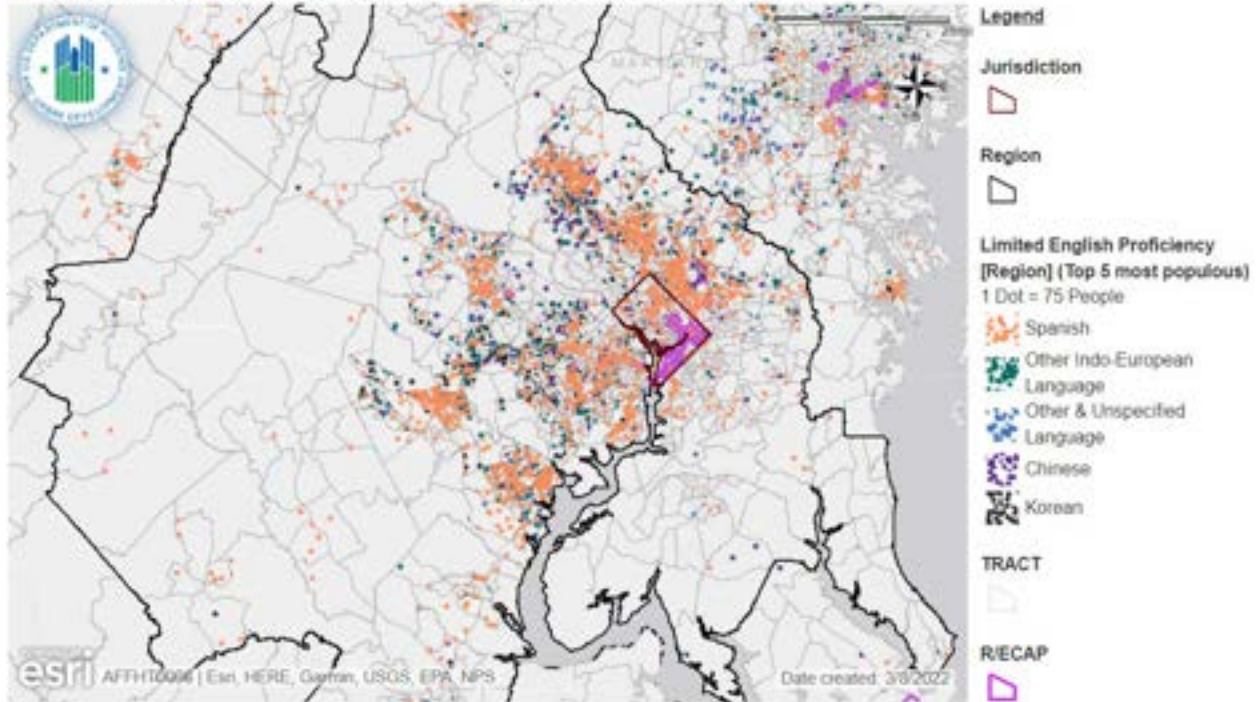 MARYLAND
Legend
Jurisdiction
Region
Limited English Proficiency
[Region] (Top 5 most populous)
1 Dot = 75 People
Spanish
Other Indo-European
Language
Other & Unspecified
Language
Chinese
Korean
TRACT
R/ECAP
esri
Esri, HERE, Garmin, USGS, EPA, NPS
Date created: 3/8/2022